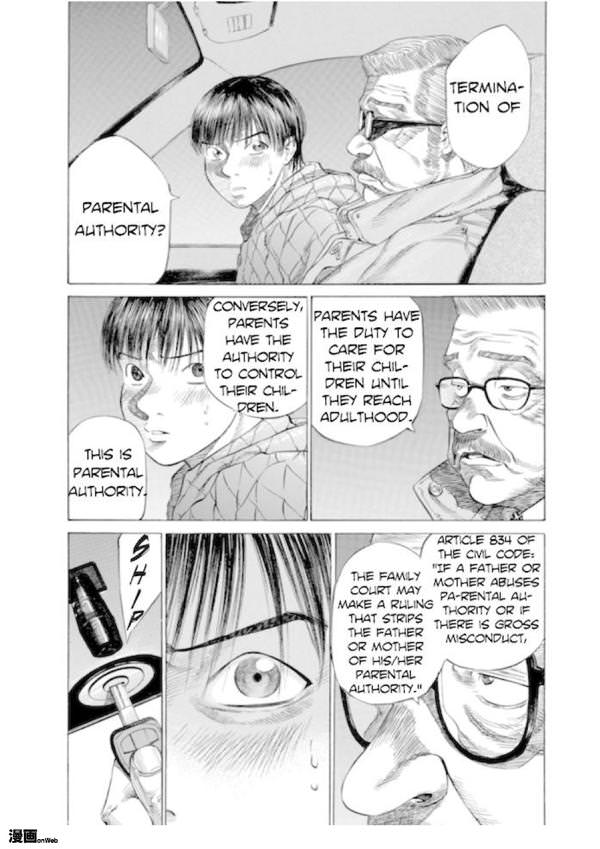 TERMINA-
TION OF
PARENTAL
AUTHORITY?
PARENTS HAVE
THE DUTY TO
CARE FOR
THEIR CHIL-
DREN UNTIL
THEY REACH
ADULTHOOD.
CONVERSELY,
PARENTS
HAVE THE
AUTHORITY
TO CONTROL
THEIR CHIL-
DREN.
THIS IS
PARENTAL
AUTHORITY.
ARTICLE 834 OF
THE CIVIL CODE:
"IF A FATHER OR
MOTHER ABUSES
PA-RENTAL AU-
THORITY OR IF
THERE IS GROSS
MISCONDUCT,
THE FAMILY
COURT MAY
MAKE A RULING
THAT STRIPS
THE FATHER
OR MOTHER
OF HIS/HER
PARENTAL
AUTHORITY."
SHIP
漫画onWeb